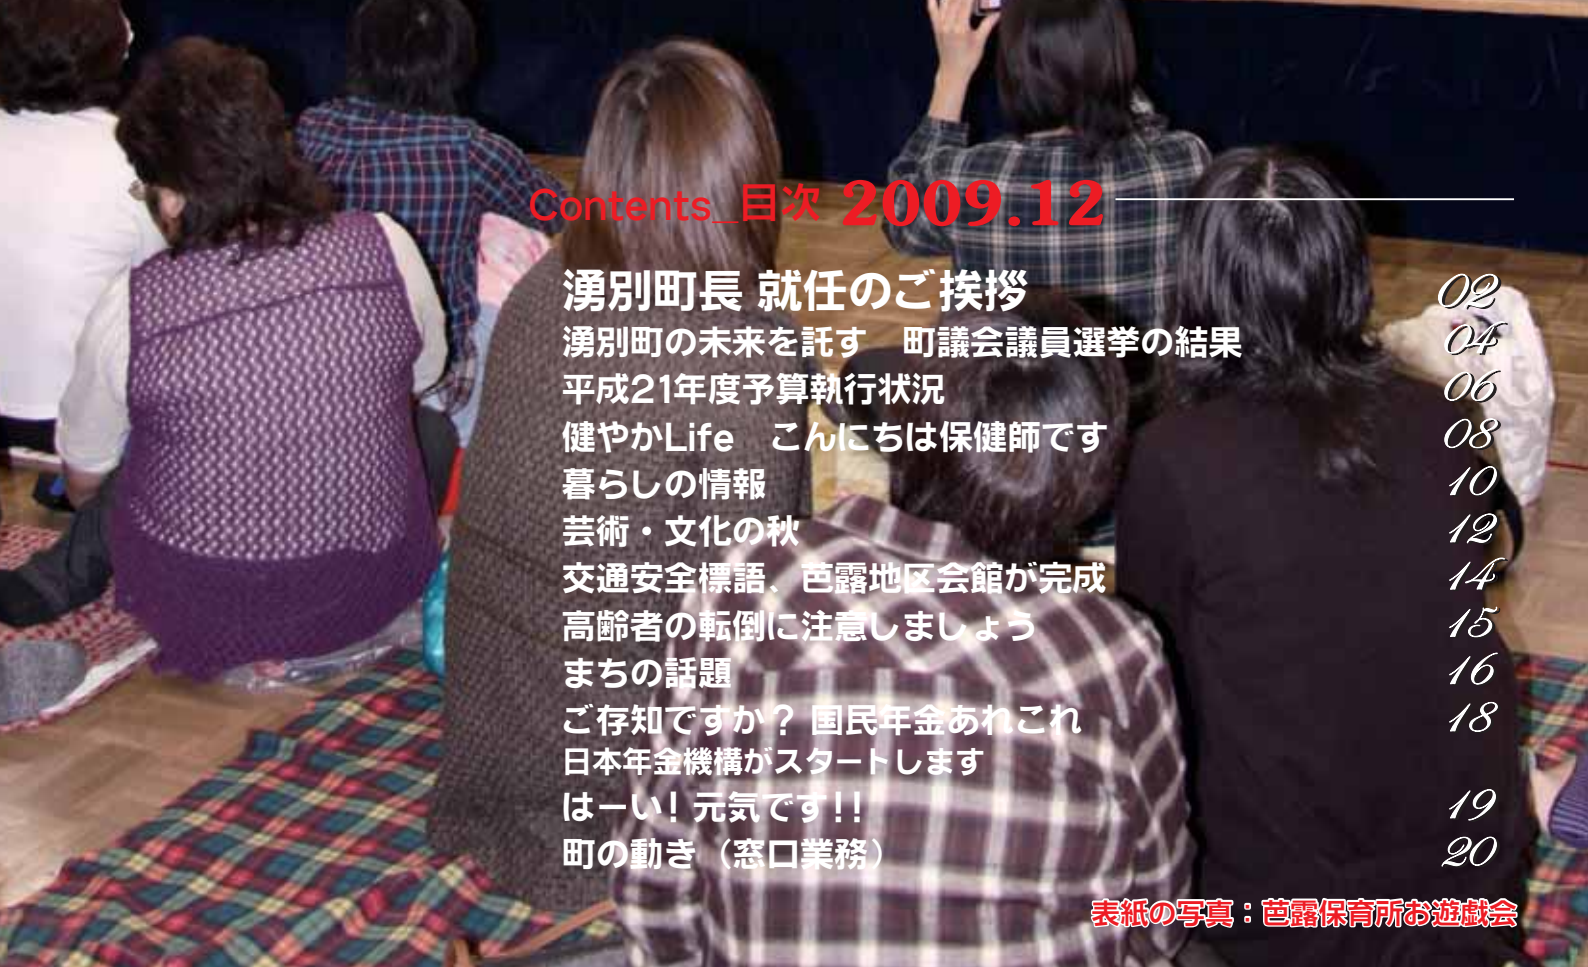 Contents_目次 2009.12
湧別町長 就任のご挨拶 02
湧別町の未来を託す　町議会議員選挙の結果 04
平成21年度予算執行状況 06
健やかLife　こんにちは保健師です 08
暮らしの情報 10
芸術・文化の秋 12
交通安全標語、芭露地区会館が完成 14
高齢者の転倒に注意しましょう 15
まちの話題 16
ご存知ですか？ 国民年金あれこれ 18
日本年金機構がスタートします
はーい！元気です！！ 19
町の動き（窓口業務） 20
表紙の写真：芭露保育所お遊戯会